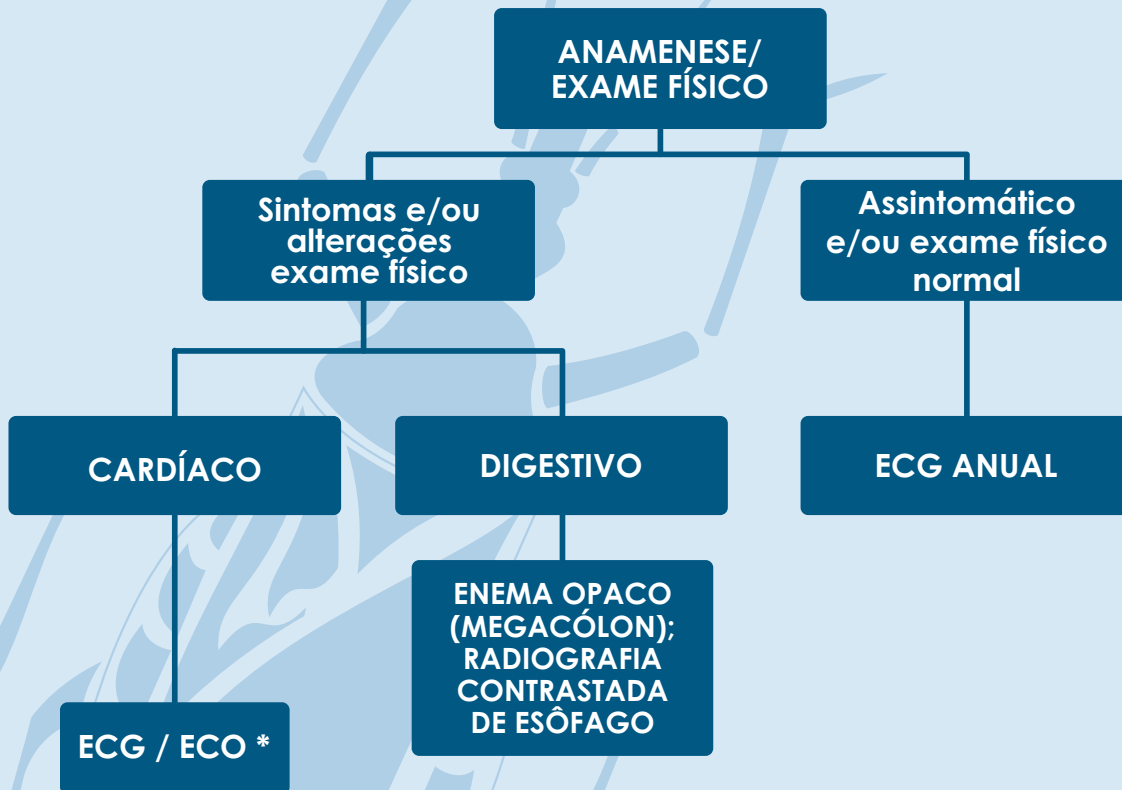 ANAMENESE/
EXAME FÍSICO
Sintomas e/ou
alterações
exame físico
Assintomático
e/ou exame físico
normal
CARDÍACO
DIGESTIVO
ECG ANUAL
ENEMA OPACO
(MEGACÓLON);
RADIOGRAFIA
CONTRASTADA
DE ESÔFAGO
ECG / ECO *